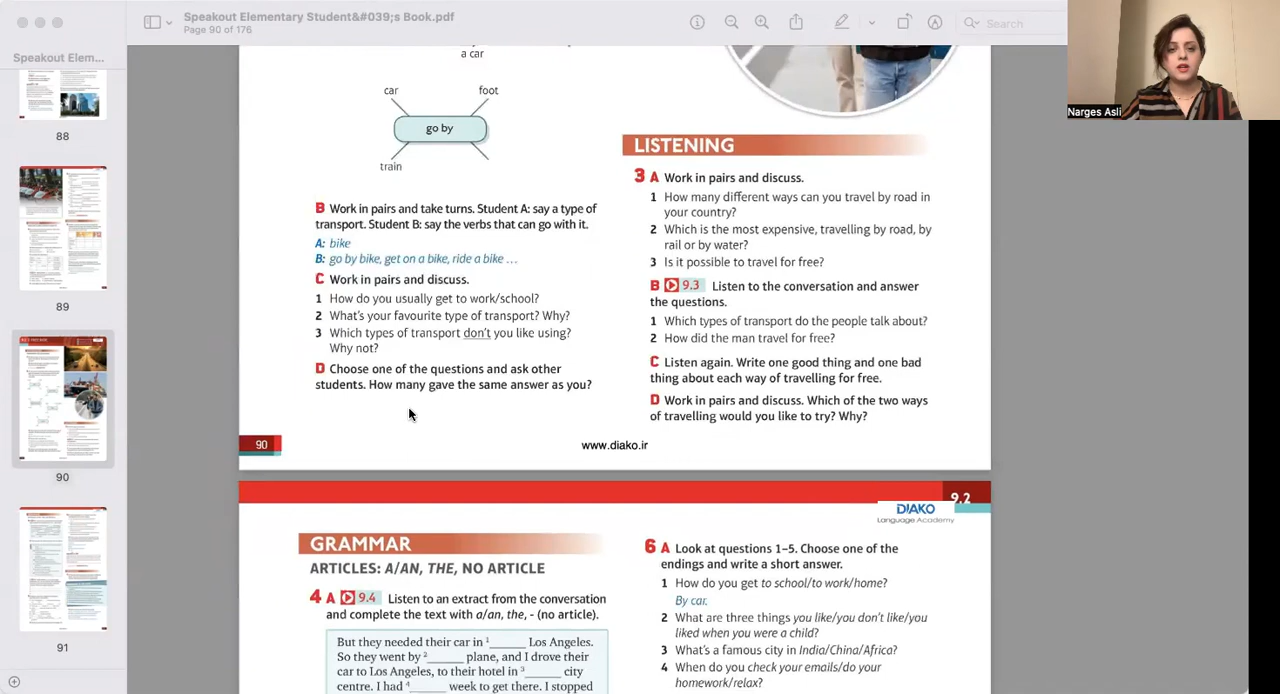 Speakout Elementary Student&#039;s Book.pdf
Page 90 of 176
Search
Speakout Elem...
88
89
90
91
Narges Asli
a car
car
foot
go by
train
B Work in pairs and take turns. Student A: say a type of
transport. Student B: say the verbs that can go with it.
A: bike
B: go by bike, get on a bike, ride a bike ...
C Work in pairs and discuss.
1 How do you usually get to work/school?
2 What's your favourite type of transport? Why?
3 Which types of transport don't you like using?
Why not?
D Choose one of the questions and ask other
students. How many gave the same answer as you?
LISTENING
3 A Work in pairs and discuss.
1 How many different ways can you travel by road in
your country?
2 Which is the most expensive, travelling by road, by
rail or by water?
3 Is it possible to travel for free?
B 9.3 Listen to the conversation and answer
the questions.
1 Which types of transport do the people talk about?
2 How did the man travel for free?
C Listen again. Write one good thing and one bad
thing about each way of travelling for free.
D Work in pairs and discuss. Which of the two ways
of travelling would you like to try? Why?
90
www.diako.ir
9.2
DIAKO
Language Academy
GRAMMAR
ARTICLES: A/AN, THE, NO ARTICLE
4 A 9.4 Listen to an extract from the conversation
and complete the text with a/an, the, - (no article).
But they needed their car in 1 ______ Los Angeles.
So they went by 2 ______ plane, and I drove their
car to Los Angeles, to their hotel in 3 ______ city
centre. I had 4 ______ week to get there. I stopped
6 A Look at questions 1–5. Choose one of the
endings and write a short answer.
1 How do you get to school/to work/home?
By car.
2 What are three things you like/you don't like/you
liked when you were a child?
3 What's a famous city in India/China/Africa?
4 When do you check your emails/do your
homework/relax?